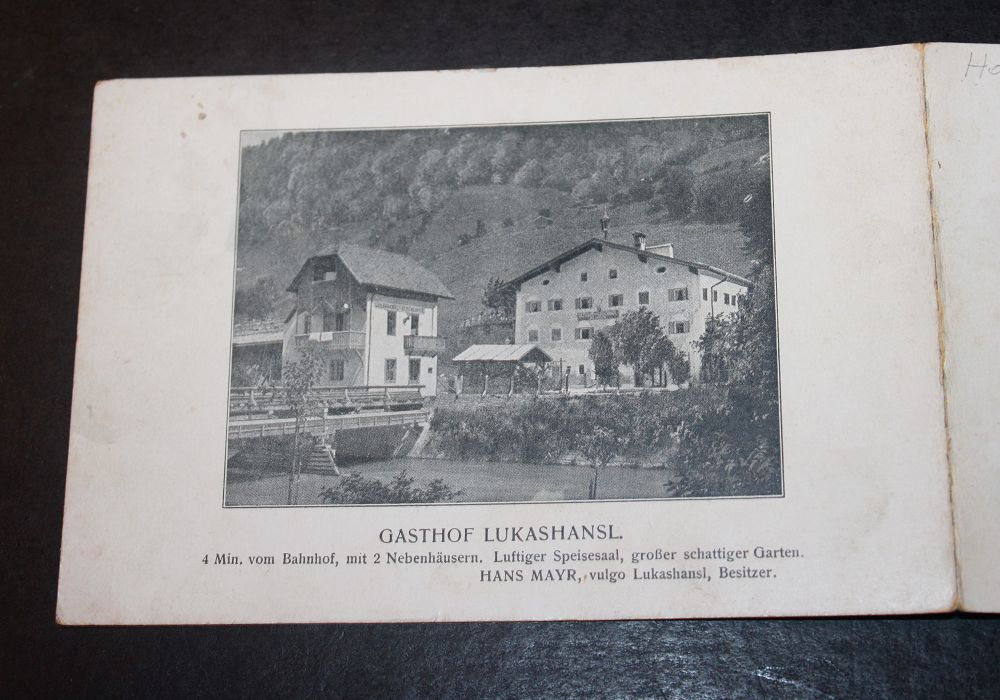 Ho
GASTHOF LUKASHANSL.
4 Min. vom Bahnhof, mit 2 Nebenhäusern. Luftiger Speisesaal, großer schattiger Garten.
HANS MAYR, vulgo Lukashansl, Besitzer.